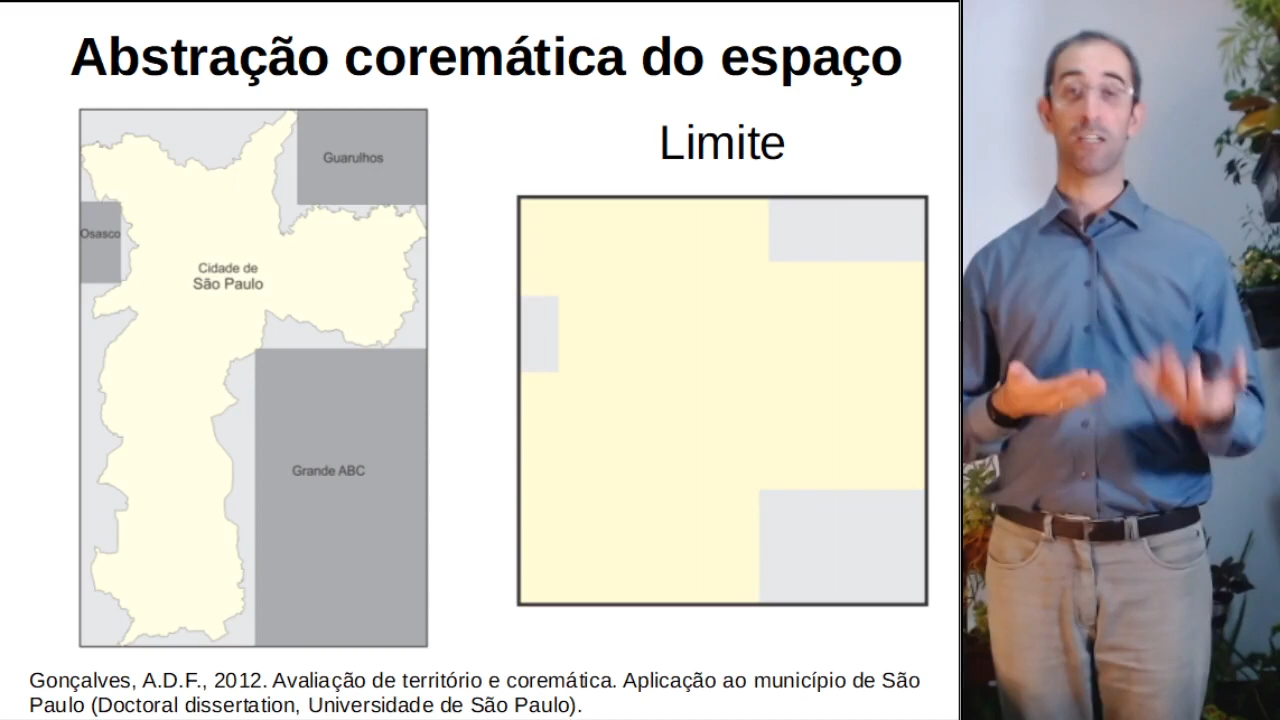 Abstração coremática do espaço
Limite
Guarulhos
Osasco
Cidade de
São Paulo
Grande ABC
Gonçalves, A.D.F., 2012. Avaliação de território e coremática. Aplicação ao município de São
Paulo (Doctoral dissertation, Universidade de São Paulo).